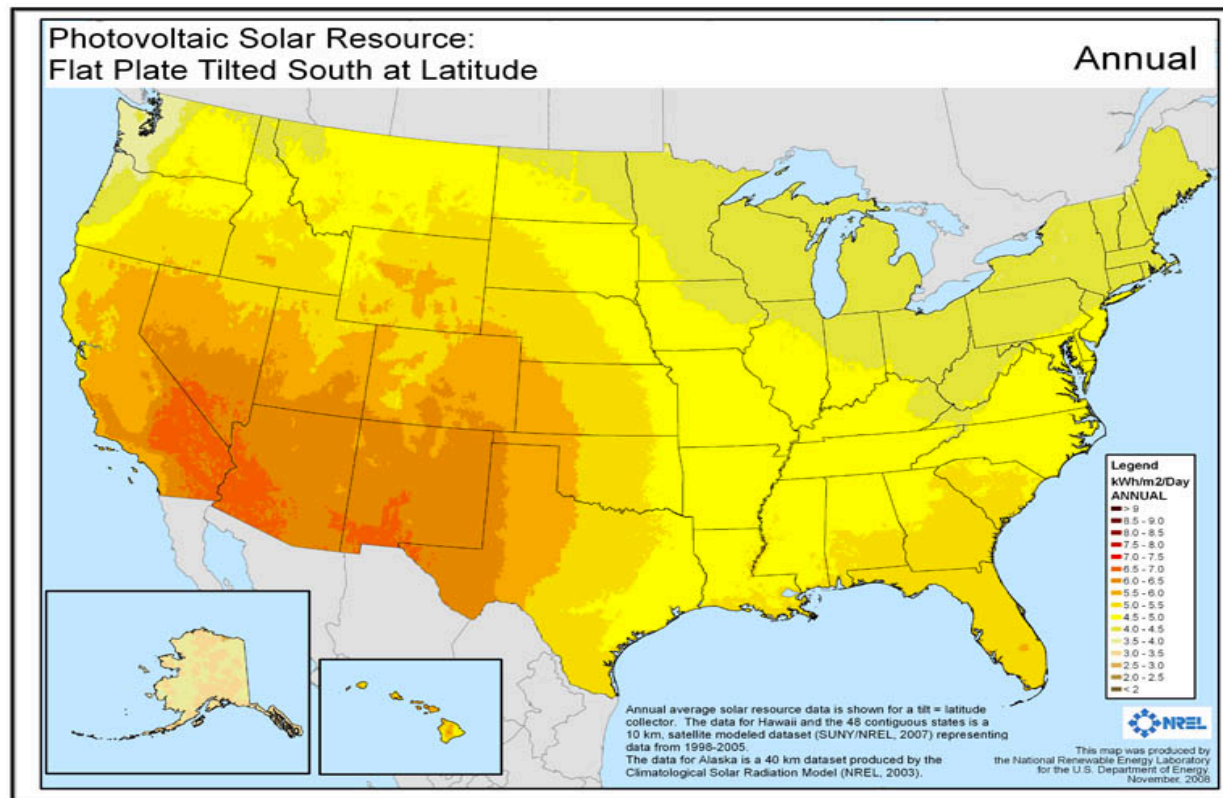 Photovoltaic Solar Resource:
Flat Plate Tilted South at Latitude
Annual
Legend
kWh/m2/Day
ANNUAL
> 9
8.5 - 9.0
8.0 - 8.5
7.5 - 8.0
7.0 - 7.5
6.5 - 7.0
6.0 - 6.5
5.5 - 6.0
5.0 - 5.5
4.5 - 5.0
4.0 - 4.5
3.5 - 4.0
3.0 - 3.5
2.5 - 3.0
2.0 - 2.5
< 2
Annual average solar resource data is shown for a tilt = latitude
collector. The data for Hawaii and the 48 contiguous states is a
10 km, satellite modeled dataset (SUNY/NREL, 2007) representing
data from 1998-2005.
The data for Alaska is a 40 km dataset produced by the
Climatological Solar Radiation Model (NREL, 2003).
NREL
This map was produced by
the National Renewable Energy Laboratory
for the U.S. Department of Energy.
November, 2008